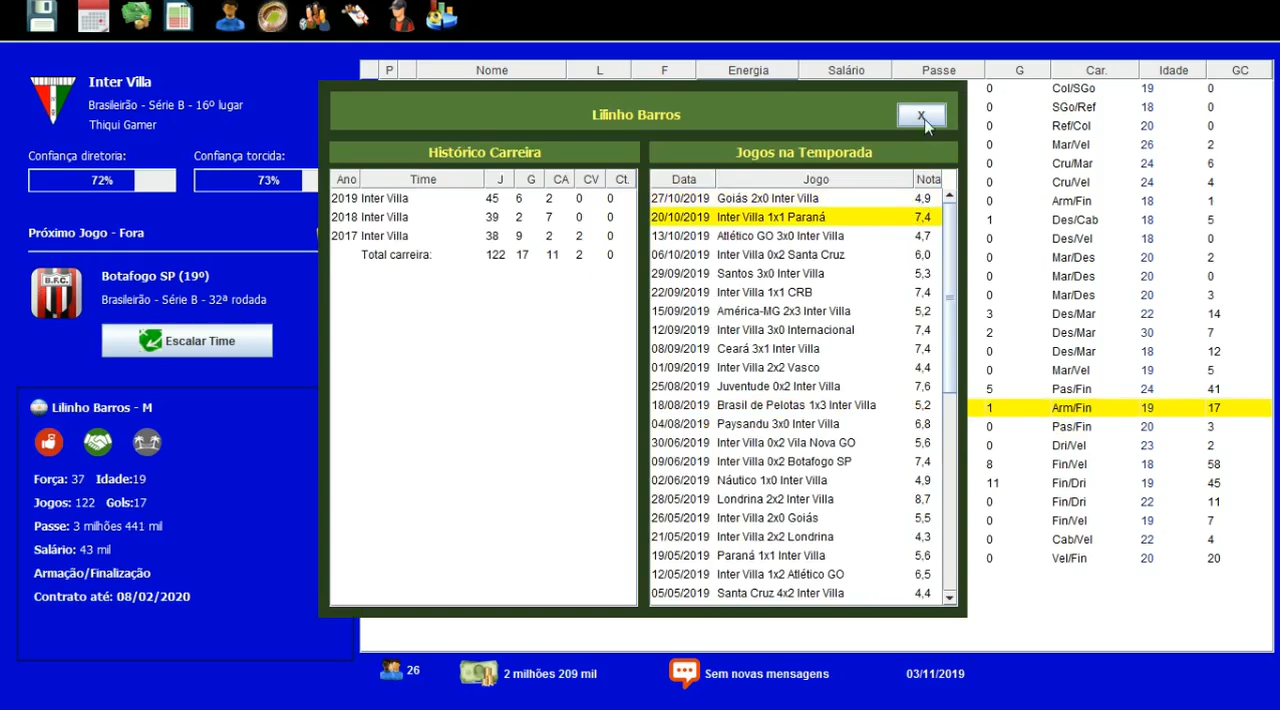 P Nome L F Energia Salário Passe G Car. Idade GC
Inter Villa
Brasileirão - Série B - 16º lugar
Thiqui Gamer
Confiança diretoria: Confiança torcida:
72% 73%
Próximo Jogo - Fora
B.F.C.
Botafogo SP (19º)
Brasileirão - Série B - 32ª rodada
Escalar Time
Lilinho Barros - M
Força: 37 Idade:19
Jogos: 122 Gols:17
Passe: 3 milhões 441 mil
Salário: 43 mil
Armação/Finalização
Contrato até: 08/02/2020
Lilinho Barros X
Histórico Carreira
Ano Time J G CA CV Ct.
2019 Inter Villa 45 6 2 0 0
2018 Inter Villa 39 2 7 0 0
2017 Inter Villa 38 9 2 2 0
Total carreira: 122 17 11 2 0
Jogos na Temporada
Data Jogo Nota
27/10/2019 Goiás 2x0 Inter Villa 4,9
20/10/2019 Inter Villa 1x1 Paraná 7,4
13/10/2019 Atlético GO 3x0 Inter Villa 4,7
06/10/2019 Inter Villa 0x2 Santa Cruz 6,0
29/09/2019 Santos 3x0 Inter Villa 5,3
22/09/2019 Inter Villa 1x1 CRB 7,4
15/09/2019 América-MG 2x3 Inter Villa 5,2
12/09/2019 Inter Villa 3x0 Internacional 7,4
08/09/2019 Ceará 3x1 Inter Villa 7,4
01/09/2019 Inter Villa 2x2 Vasco 4,4
25/08/2019 Juventude 0x2 Inter Villa 7,6
18/08/2019 Brasil de Pelotas 1x3 Inter Villa 5,2
04/08/2019 Paysandu 3x0 Inter Villa 6,8
30/06/2019 Inter Villa 0x2 Vila Nova GO 5,6
09/06/2019 Inter Villa 0x2 Botafogo SP 7,4
02/06/2019 Náutico 1x0 Inter Villa 4,9
28/05/2019 Londrina 2x2 Inter Villa 8,7
26/05/2019 Inter Villa 2x0 Goiás 5,5
21/05/2019 Inter Villa 2x2 Londrina 4,3
19/05/2019 Paraná 1x1 Inter Villa 5,6
12/05/2019 Inter Villa 1x2 Atlético GO 6,5
05/05/2019 Santa Cruz 4x2 Inter Villa 4,4
0 Col/SGo 19 0
0 SGo/Ref 18 0
0 Ref/Col 20 0
0 Mar/Vel 26 2
0 Cru/Mar 24 6
0 Cru/Vel 24 4
0 Arm/Fin 18 1
1 Des/Cab 18 5
0 Des/Vel 18 0
0 Mar/Des 20 2
0 Mar/Des 20 0
0 Mar/Des 20 3
3 Des/Mar 22 14
2 Des/Mar 30 7
0 Des/Mar 18 12
0 Mar/Vel 19 5
5 Pas/Fin 24 41
1 Arm/Fin 19 17
0 Pas/Fin 20 3
0 Dri/Vel 23 2
8 Fin/Vel 18 58
11 Fin/Dri 19 45
0 Fin/Dri 22 11
0 Fin/Vel 19 7
0 Cab/Vel 22 4
0 Vel/Fin 20 20
26 2 milhões 209 mil Sem novas mensagens 03/11/2019